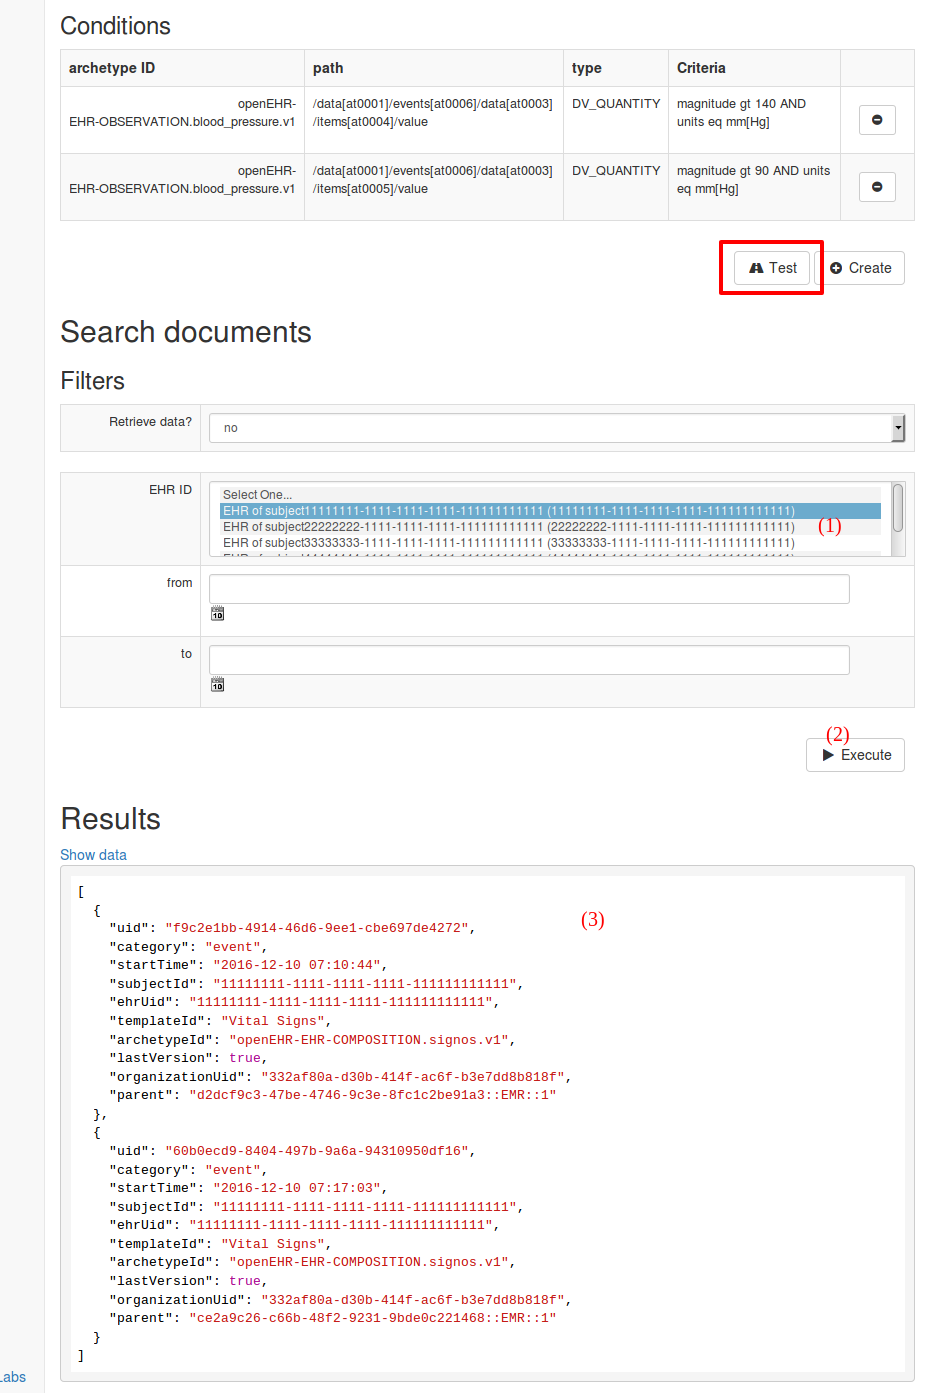 Conditions
archetype ID path type Criteria
openEHR- /data[at0001]/events[at0006]/data[at0003] DV_QUANTITY magnitude gt 140 AND
EHR-OBSERVATION.blood_pressure.v1 /items[at0004]/value units eq mm[Hg]
openEHR- /data[at0001]/events[at0006]/data[at0003] DV_QUANTITY magnitude gt 90 AND units
EHR-OBSERVATION.blood_pressure.v1 /items[at0005]/value eq mm[Hg]
Test Create
Search documents
Filters
Retrieve data? no
EHR ID Select One...
EHR of subject11111111-1111-1111-1111-111111111111 (11111111-1111-1111-1111-111111111111)
EHR of subject22222222-1111-1111-1111-111111111111 (22222222-1111-1111-1111-111111111111) (1)
EHR of subject33333333-1111-1111-1111-111111111111 (33333333-1111-1111-1111-111111111111)
from
10
to
10
(2)
Execute
Results
Show data
[
{
(3)
"uid": "f9c2e1bb-4914-46d6-9ee1-cbe697de4272",
"category": "event",
"startTime": "2016-12-10 07:10:44",
"subjectId": "11111111-1111-1111-1111-111111111111",
"ehrUid": "11111111-1111-1111-1111-111111111111",
"templateId": "Vital Signs",
"archetypeId": "openEHR-EHR-COMPOSITION.signos.v1",
"lastVersion": true,
"organizationUid": "332af80a-d30b-414f-ac6f-b3e7dd8b818f",
"parent": "d2dcf9c3-47be-4746-9c3e-8fc1c2be91a3::EMR::1"
},
{
"uid": "60b0ecd9-8404-497b-9a6a-94310950df16",
"category": "event",
"startTime": "2016-12-10 07:17:03",
"subjectId": "11111111-1111-1111-1111-111111111111",
"ehrUid": "11111111-1111-1111-1111-111111111111",
"templateId": "Vital Signs",
"archetypeId": "openEHR-EHR-COMPOSITION.signos.v1",
"lastVersion": true,
"organizationUid": "332af80a-d30b-414f-ac6f-b3e7dd8b818f",
"parent": "ce2a9c26-c66b-48f2-9231-9bde0c221468::EMR::1"
}
]
Labs